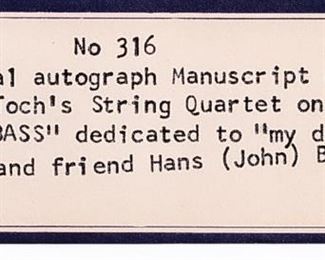 No 316
al autograph Manuscript
Toch's String Quartet on
BASS" dedicated to "my d
and friend Hans (John) B